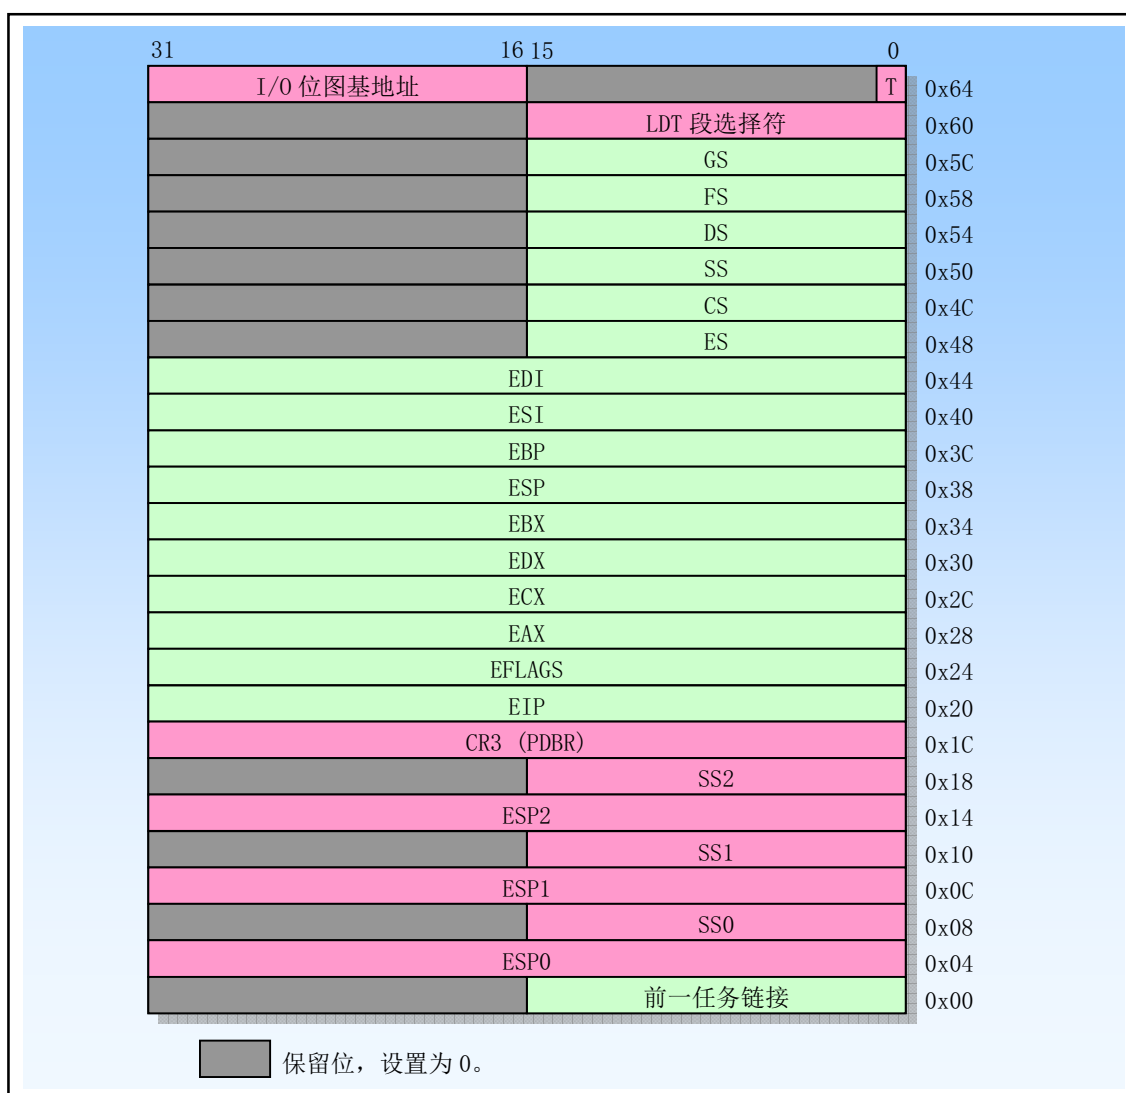 31 16 15 0
I/O 位图基地址 T 0x64
LDT 段选择符 0x60
GS 0x5C
FS 0x58
DS 0x54
SS 0x50
CS 0x4C
ES 0x48
EDI 0x44
ESI 0x40
EBP 0x3C
ESP 0x38
EBX 0x34
EDX 0x30
ECX 0x2C
EAX 0x28
EFLAGS 0x24
EIP 0x20
CR3 (PDBR) 0x1C
SS2 0x18
ESP2 0x14
SS1 0x10
ESP1 0x0C
SS0 0x08
ESP0 0x04
前一任务链接 0x00
保留位，设置为 0。